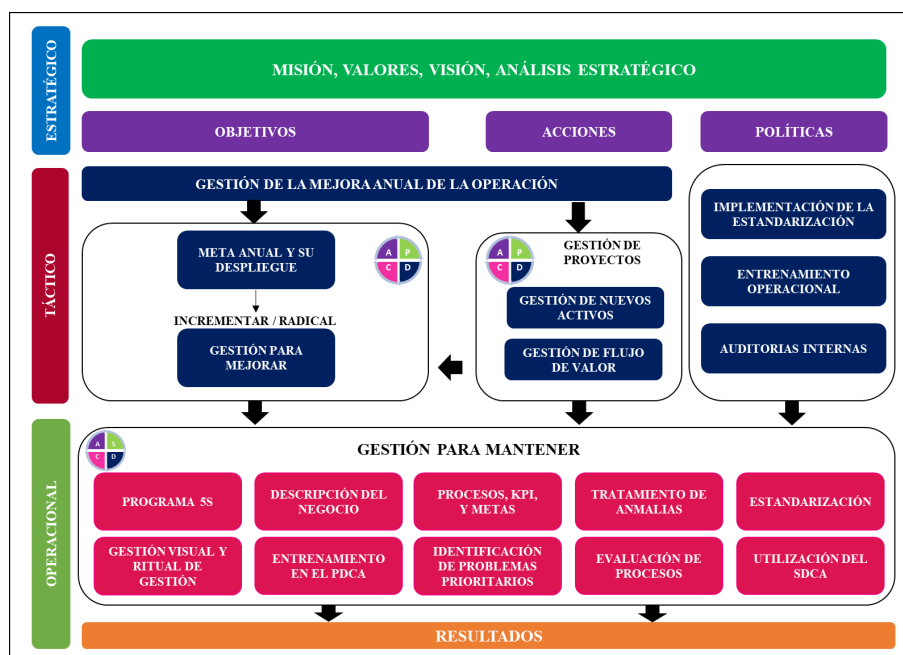 ESTRATÉGICO
MISIÓN, VALORES, VISIÓN, ANÁLISIS ESTRATÉGICO
OBJETIVOS
ACCIONES
POLÍTICAS
TÁCTICO
GESTIÓN DE LA MEJORA ANUAL DE LA OPERACIÓN
META ANUAL Y SU
DESPLIEGUE
A P
C D
INCREMENTAR / RADICAL
GESTIÓN PARA
MEJORAR
A P
C D
GESTIÓN DE
PROYECTOS
GESTIÓN DE NUEVOS
ACTIVOS
GESTIÓN DE FLUJO
DE VALOR
IMPLEMENTACIÓN DE LA
ESTANDARIZACIÓN
ENTRENAMIENTO
OPERACIONAL
AUDITORIAS INTERNAS
OPERACIONAL
A S
C D
GESTIÓN PARA MANTENER
PROGRAMA 5S
DESCRIPCIÓN DEL
NEGOCIO
PROCESOS, KPI,
Y METAS
TRATAMIENTO DE
ANMALIAS
ESTANDARIZACIÓN
GESTIÓN VISUAL Y
RITUAL DE
GESTIÓN
ENTRENAMIENTO
EN EL PDCA
IDENTIFICACIÓN
DE PROBLEMAS
PRIORITARIOS
EVALUACIÓN DE
PROCESOS
UTILIZACIÓN DEL
SDCA
RESULTADOS